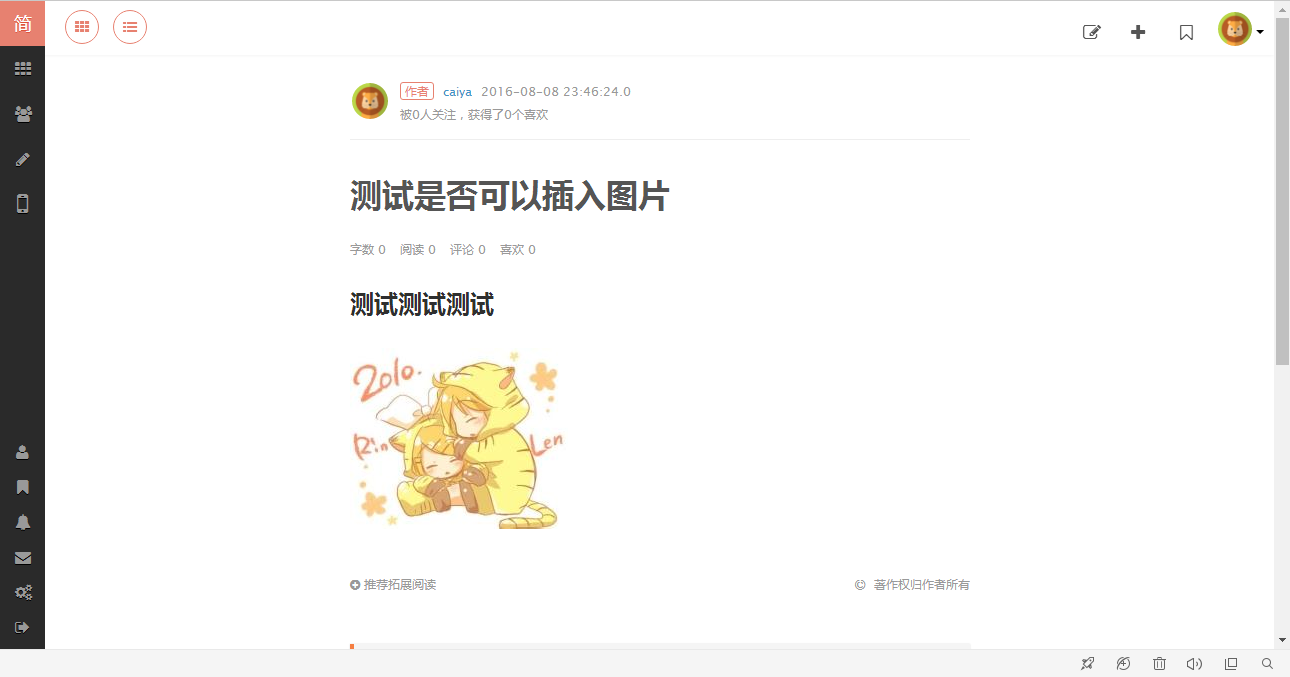 简
作者 caiya 2016-08-08 23:46:24.0
被0人关注，获得了0个喜欢
测试是否可以插入图片
字数 0 阅读 0 评论 0 喜欢 0
测试测试测试
2010.
Rin
Len
推荐拓展阅读
© 著作权归作者所有